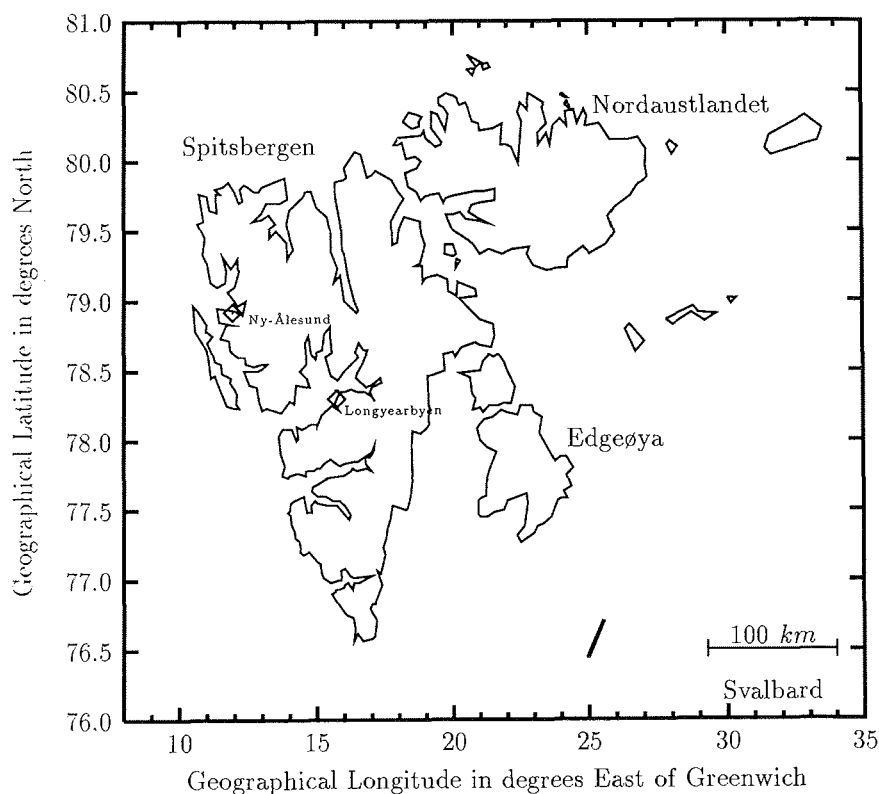 81.0
80.5
80.0
79.5
79.0
78.5
78.0
77.5
77.0
76.5
76.0
Geographical Latitude in degrees North
Spitsbergen
Nordaustlandet
Ny-Ålesund
Longyearbyen
Edgeøya
100 km
Svalbard
10 15 20 25 30 35
Geographical Longitude in degrees East of Greenwich